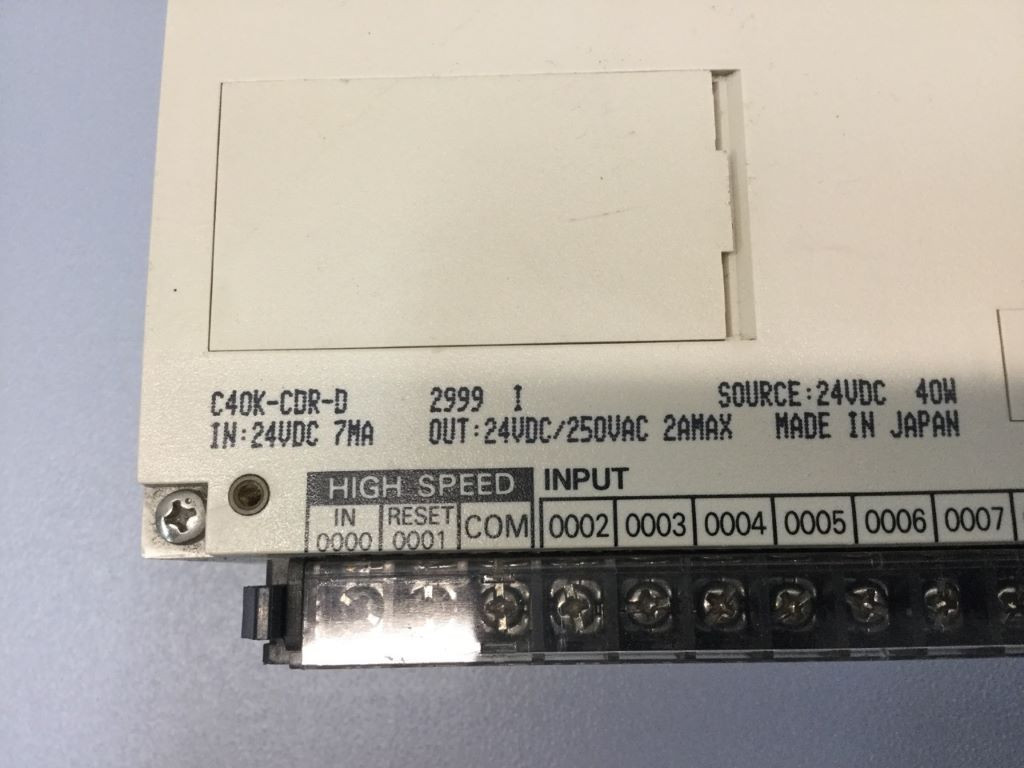 C40K-CDR-D 2999 I SOURCE:24VDC 40W
IN:24VDC 7MA OUT:24VDC/250VAC 2AMAX MADE IN JAPAN
HIGH SPEED INPUT
IN 0000 RESET 0001 COM 0002 0003 0004 0005 0006 0007